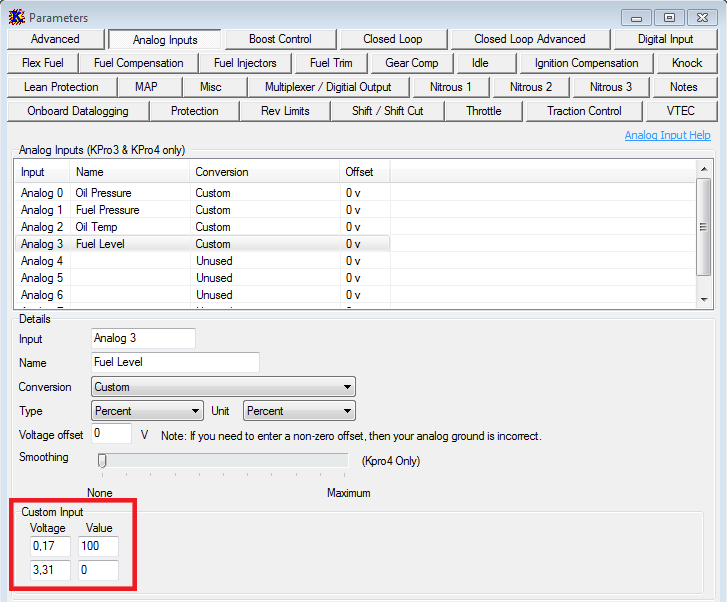 Parameters
Advanced Analog Inputs Boost Control Closed Loop Closed Loop Advanced Digital Input
Flex Fuel Fuel Compensation Fuel Injectors Fuel Trim Gear Comp Idle Ignition Compensation Knock
Lean Protection MAP Misc Multiplexer / Digitial Output Nitrous 1 Nitrous 2 Nitrous 3 Notes
Onboard Datalogging Protection Rev Limits Shift / Shift Cut Throttle Traction Control VTEC
Analog Input Help
Analog Inputs (KPro3 & KPro4 only)
Input Name Conversion Offset
Analog 0 Oil Pressure Custom 0 v
Analog 1 Fuel Pressure Custom 0 v
Analog 2 Oil Temp Custom 0 v
Analog 3 Fuel Level Custom 0 v
Analog 4 Unused 0 v
Analog 5 Unused 0 v
Analog 6 Unused 0 v
Details
Input Analog 3
Name Fuel Level
Conversion Custom
Type Percent Unit Percent
Voltage offset 0 V Note: If you need to enter a non-zero offset, then your analog ground is incorrect.
Smoothing (Kpro4 Only)
None Maximum
Custom Input
Voltage Value
0,17 100
3,31 0